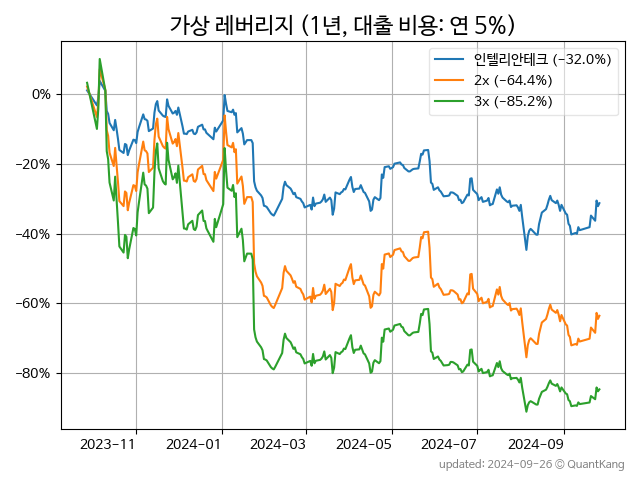 가상 레버리지 (1년, 대출 비용: 연 5%)
인텔리안테크 (−32.0%)
2x (−64.4%)
3x (−85.2%)
0%
−20%
−40%
−60%
−80%
2023−11 2024−01 2024−03 2024−05 2024−07 2024−09
updated: 2024-09-26 © QuantKang